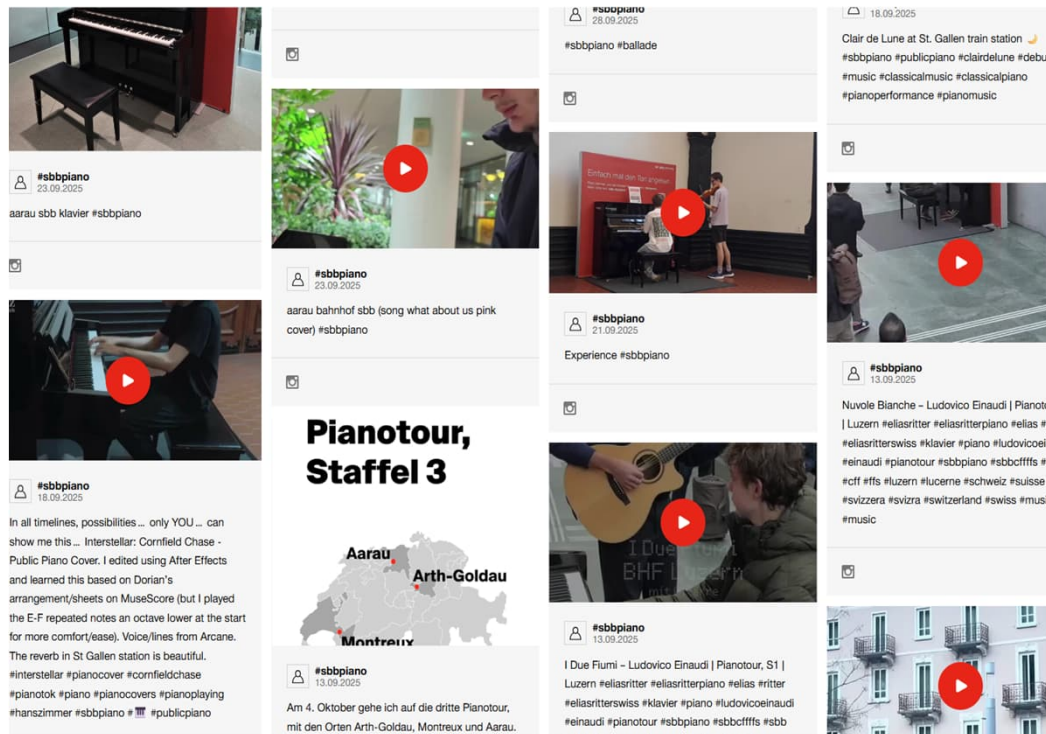 #sbbpiano
23.09.2025
aarau sbb klavier #sbbpiano
#sbbpiano
18.09.2025
In all timelines, possibilities ... only YOU ... can
show me this ... Interstellar: Cornfield Chase -
Public Piano Cover. I edited using After Effects
and learned this based on Dorian's
arrangement/sheets on MuseScore (but I played
the E-F repeated notes an octave lower at the start
for more comfort/ease). Voice/lines from Arcane.
The reverb in St Gallen station is beautiful.
#interstellar #pianocover #cornfieldchase
#pianotok #piano #pianocovers #pianoplaying
#hanszimmer #sbbpiano #🎹 #publicpiano
#sbbpiano
23.09.2025
aarau bahnhof sbb (song what about us pink
cover) #sbbpiano
Pianotour,
Staffel 3
Aarau
Arth-Goldau
Montreux
#sbbpiano
13.09.2025
Am 4. Oktober gehe ich auf die dritte Pianotour,
mit den Orten Arth-Goldau, Montreux und Aarau.
#sbbpiano
28.09.2025
#sbbpiano #ballade
Einfach mal den Ton angeben.
#sbbpiano
21.09.2025
Experience #sbbpiano
I Due Fiumi
BHF Luzern
#sbbpiano
13.09.2025
I Due Fiumi – Ludovico Einaudi | Pianotour, S1 |
Luzern #eliasritter #eliasritterpiano #elias #ritter
#eliasritterswiss #klavier #piano #ludovicoeinaudi
#einaudi #pianotour #sbbpiano #sbbcffffs #sbb
18.09.2025
Clair de Lune at St. Gallen train station 🌙
#sbbpiano #publicpiano #clairdelune #debu
#music #classicalmusic #classicalpiano
#pianoperformance #pianomusic
#sbbpiano
13.09.2025
Nuvole Bianche – Ludovico Einaudi | Pianoto
| Luzern #eliasritter #eliasritterpiano #elias #
#eliasritterswiss #klavier #piano #ludovicoei
#einaudi #pianotour #sbbpiano #sbbcffffs #
#cff #ffs #luzern #lucerne #schweiz #suisse
#svizzera #svizra #switzerland #swiss #musi
#music